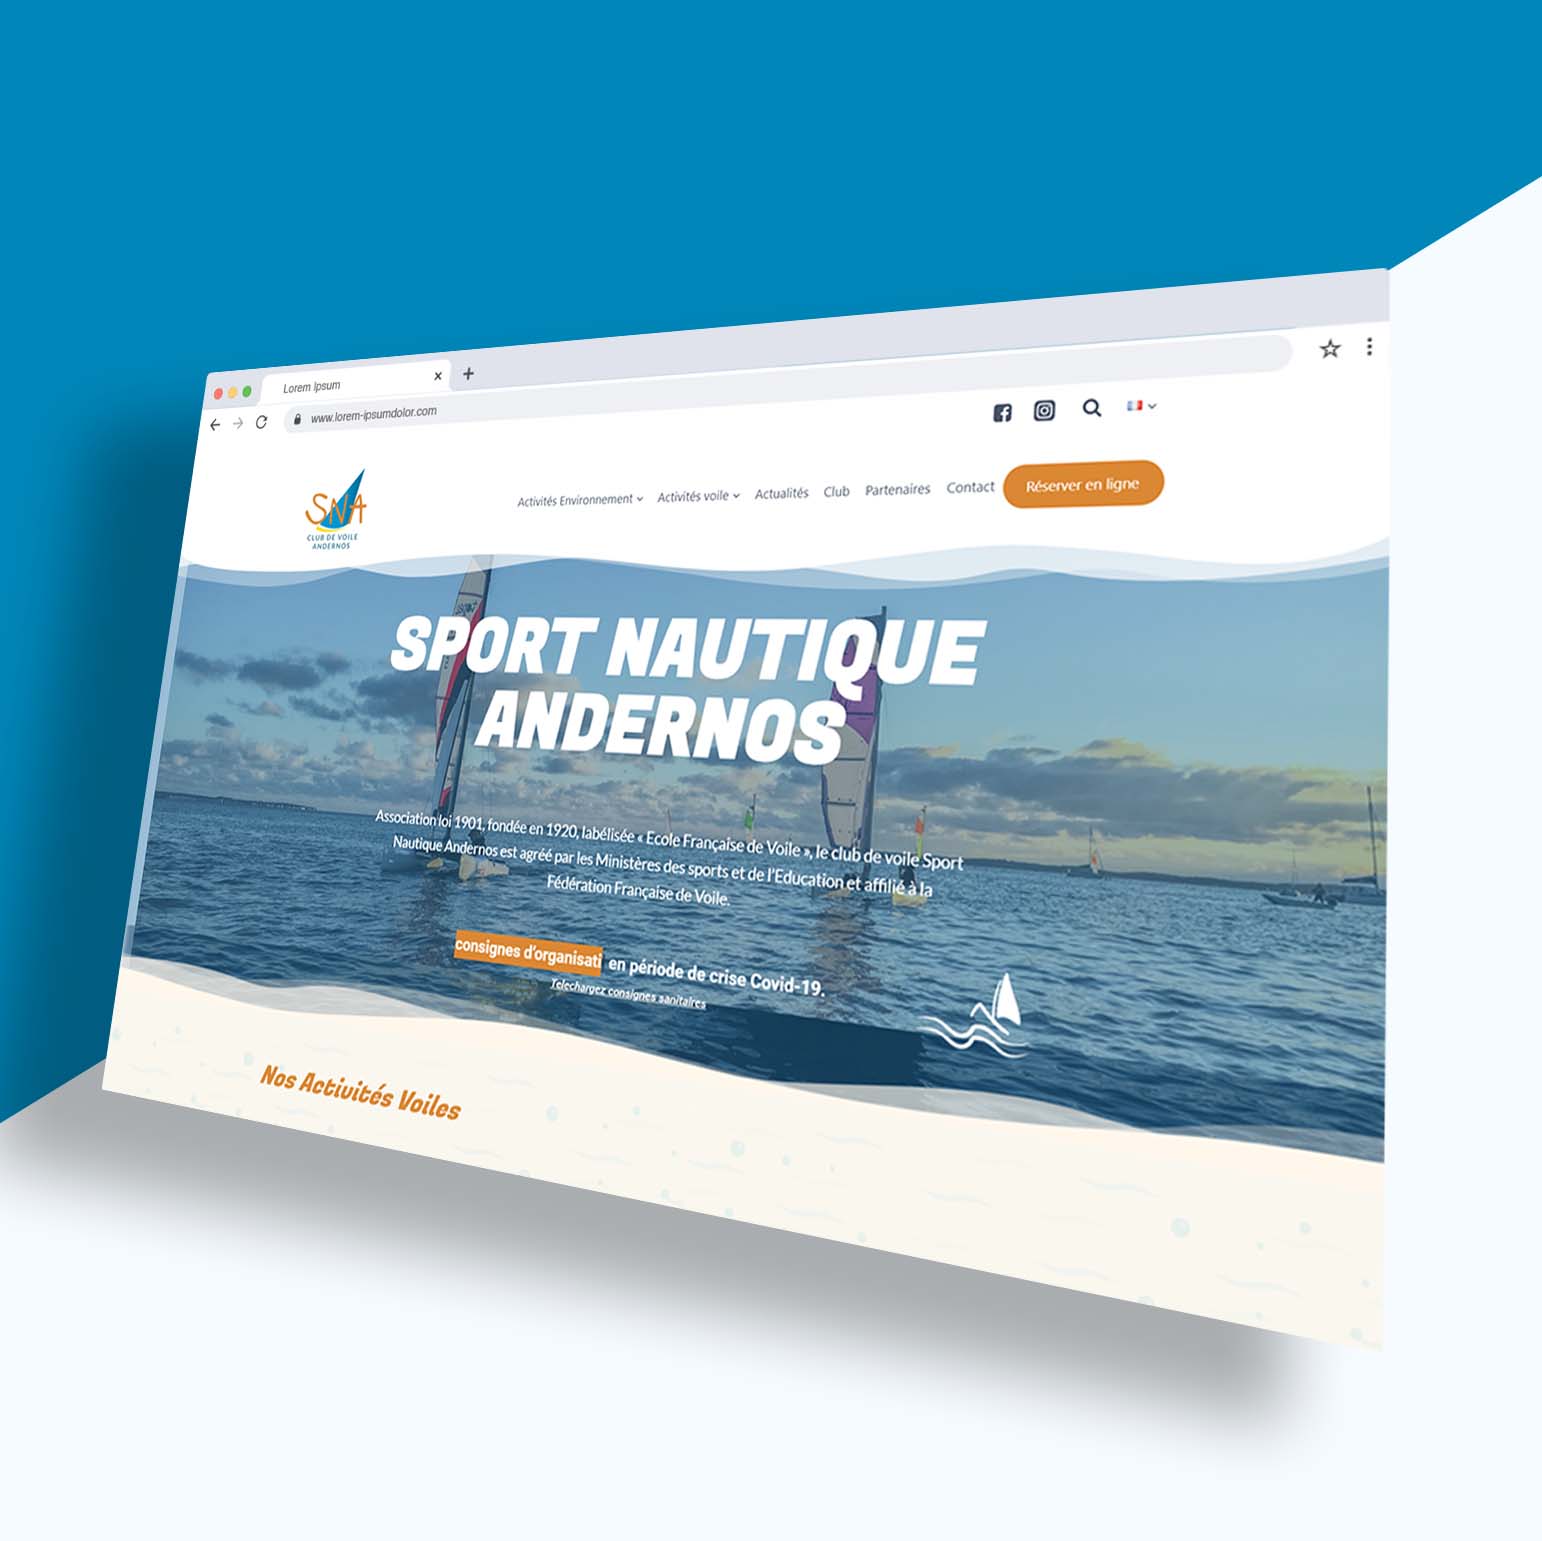 Lorem Ipsum
www.lorem-ipsumdolor.com
SNA
CLUB DE VOILE
ANDERNOS
Activités Environnement Activités voile Actualités Club Partenaires Contact Réserver en ligne
SPORT NAUTIQUE
ANDERNOS
Association loi 1901, fondée en 1920, labélisée « Ecole Française de Voile », le club de voile Sport
Nautique Andernos est agréé par les Ministères des sports et de l'Education et affilié à la
Fédération Française de Voile.
consignes d'organisati en période de crise Covid-19.
Télechargez consignes sanitaires
Nos Activités Voiles